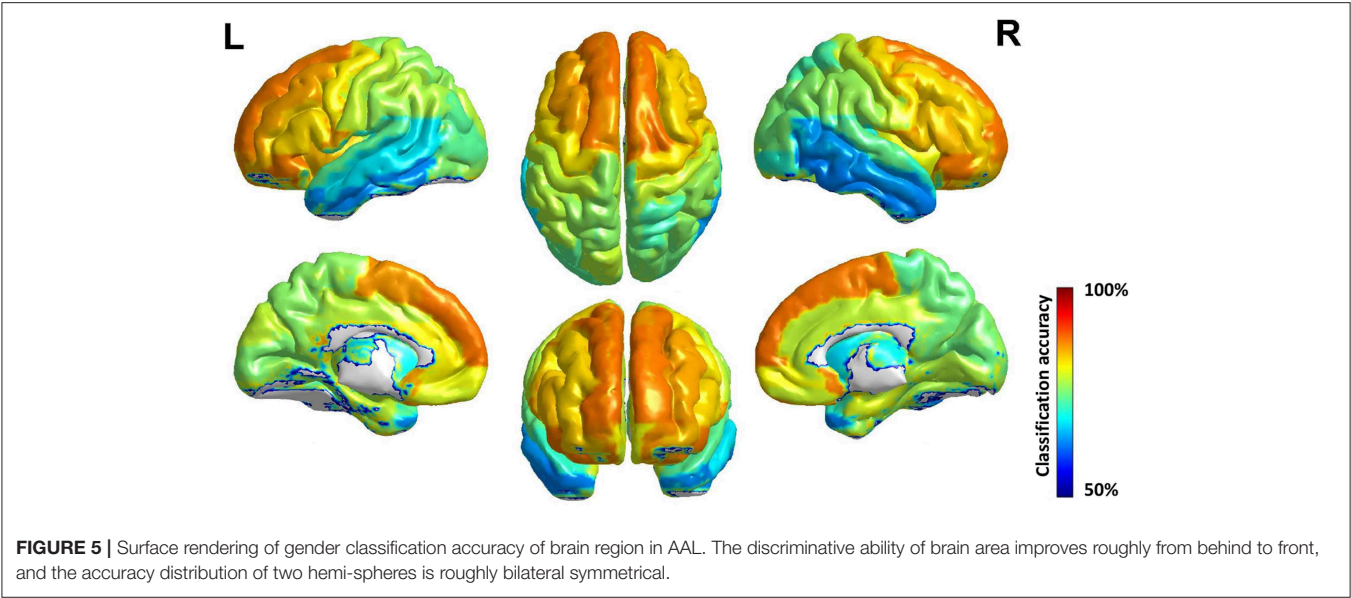 L
R
Classification accuracy
100%
50%
FIGURE 5 | Surface rendering of gender classification accuracy of brain region in AAL. The discriminative ability of brain area improves roughly from behind to front,
and the accuracy distribution of two hemi-spheres is roughly bilateral symmetrical.